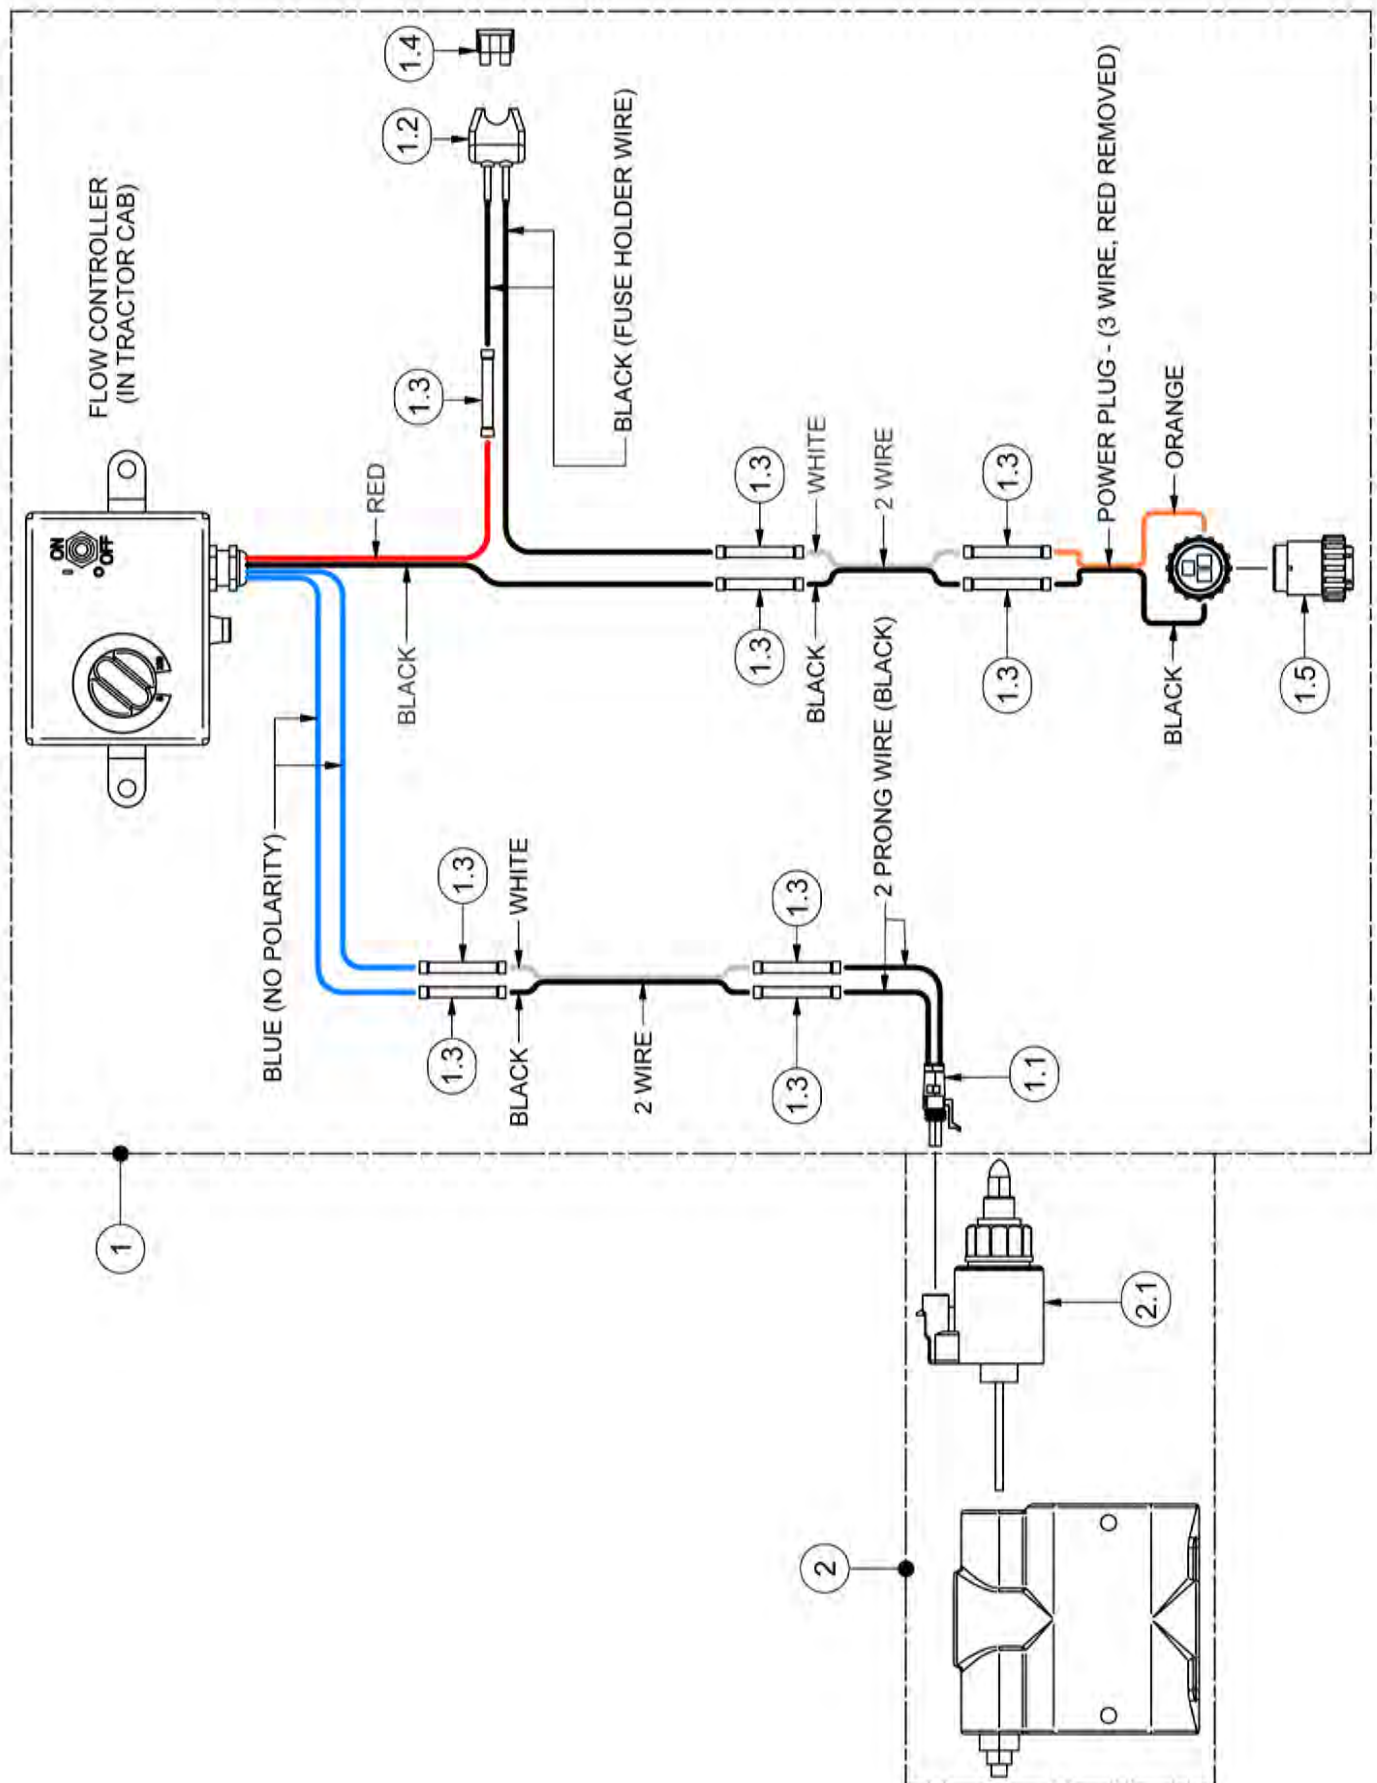 ON
OFF
FLOW CONTROLLER
(IN TRACTOR CAB)
1
BLUE (NO POLARITY)
RED
BLACK
1.2
1.4
1.3
1.3
1.3
BLACK
WHITE
BLACK (FUSE HOLDER WIRE)
2 WIRE
1.3
1.3
1.3
1.3
BLACK
WHITE
2
2 PRONG WIRE (BLACK)
2 WIRE
1.3
1.3
1.1
POWER PLUG - (3 WIRE, RED REMOVED)
2.1
BLACK
ORANGE
1.5